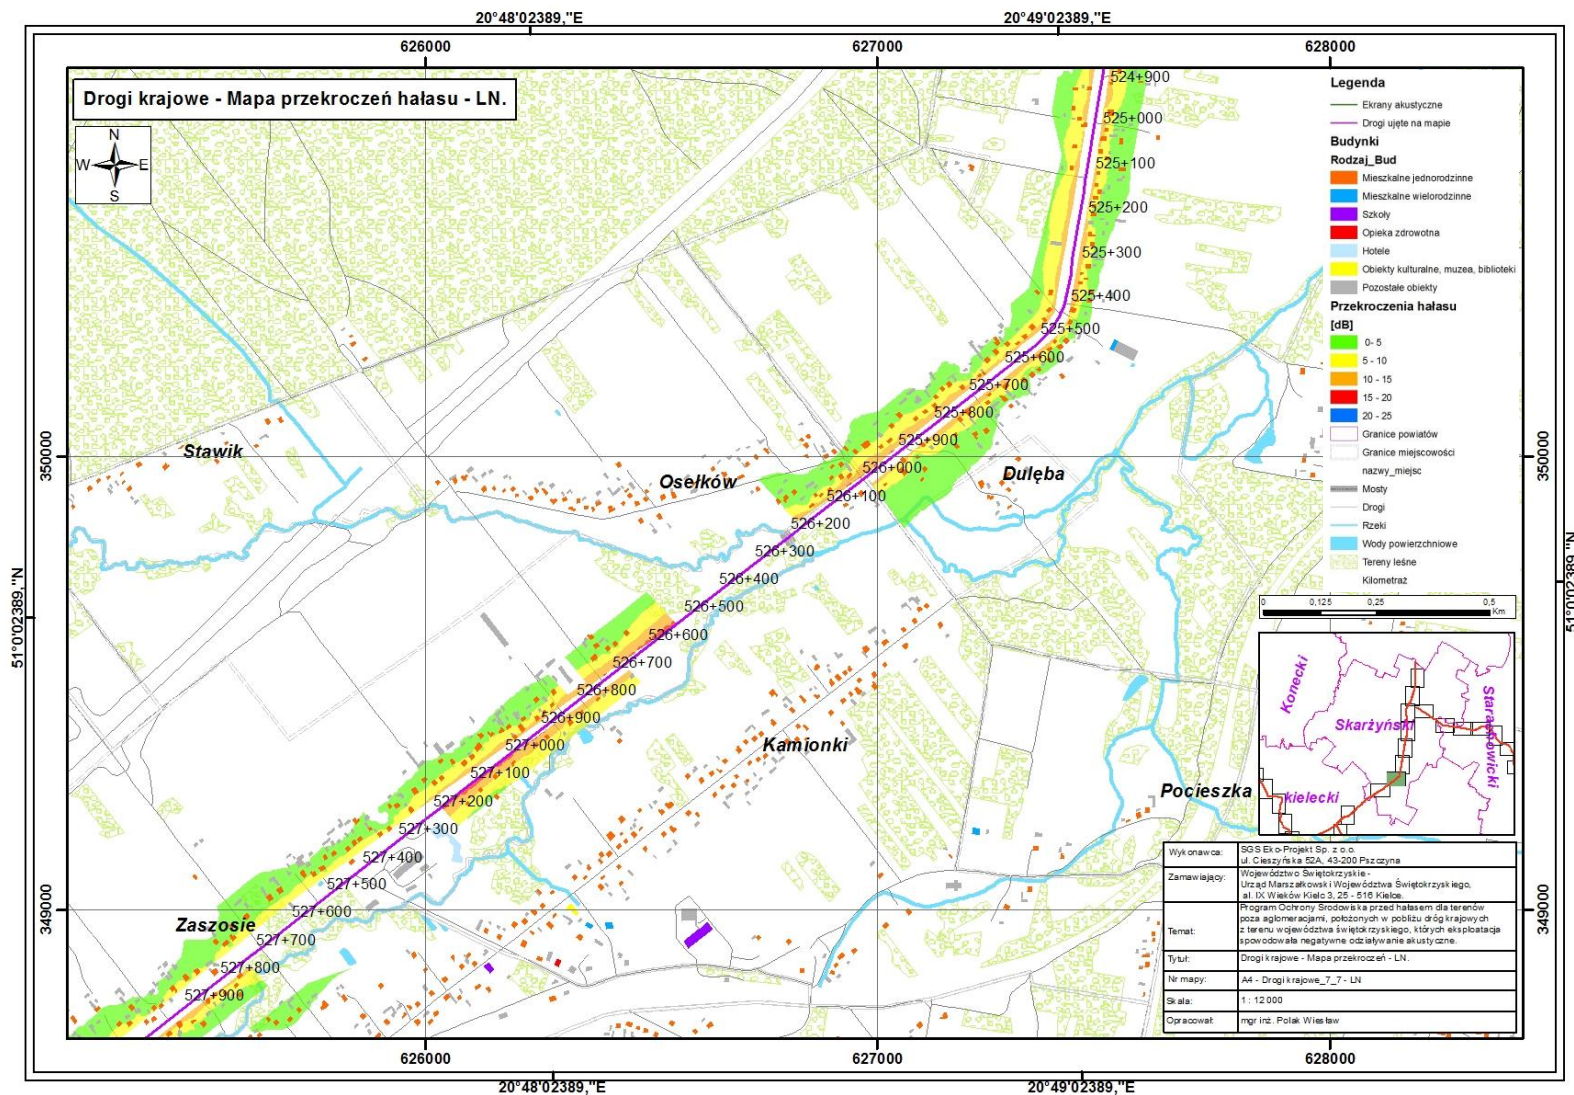 20°48'02389,"E
20°49'02389,"E
626000
627000
628000
Drogi krajowe - Mapa przekroczeń hałasu - LN.
N
W
E
S
524+900
525+000
525+100
525+200
525+300
525+400
525+500
525+600
525+700
525+800
525+900
526+000
526+100
526+200
526+300
526+400
526+500
526+600
526+700
526+800
526+900
527+000
527+100
527+200
527+300
527+400
527+500
527+600
527+700
527+800
527+900
Stawik
Osełków
Dulęba
Kamionki
Pocieszka
Zaszosie
350000
350000
51°0'02389,"N
51°0'02389,"N
349000
349000
Legenda
Ekrany akustyczne
Drogi ujęte na mapie
Budynki
Rodzaj_Bud
Mieszkalne jednorodzinne
Mieszkalne wielorodzinne
Szkoły
Opieka zdrowotna
Hotele
Obiekty kulturalne, muzea, biblioteki
Pozostałe obiekty
Przekroczenia hałasu
[dB]
0- 5
5 - 10
10 - 15
15 - 20
20 - 25
Granice powiatów
Granice miejscowości
nazwy_miejsc
Mosty
Drogi
Rzeki
Wody powierzchniowe
Tereny leśne
Kilometraż
0 0,125 0,25 0,5
Km
Konecki
Skarżyński
Starachowicki
kielecki
Wykonawca: SGS Eko-Projekt Sp. z o.o.
ul. Cieszyńska 52A, 43-200 Pszczyna
Zamawiający: Województwo Świętokrzyskie -
Urząd Marszałkowski Województwa Świętokrzyskiego,
al. IX Wieków Kielc 3, 25 - 516 Kielce.
Temat: Program Ochrony Środowiska przed hałasem dla terenów
poza aglomeracjami, położonych w pobliżu dróg krajowych
z terenu województwa świętokrzyskiego, których eksploatacja
spowodowała negatywne oddziaływanie akustyczne.
Tytuł: Drogi krajowe - Mapa przekroczeń - LN.
Nr mapy: A4 - Drogi krajowe_7_7 - LN
Skala: 1 : 12 000
Opracował: mgr inż. Polak Wiesław
626000
627000
628000
20°48'02389,"E
20°49'02389,"E